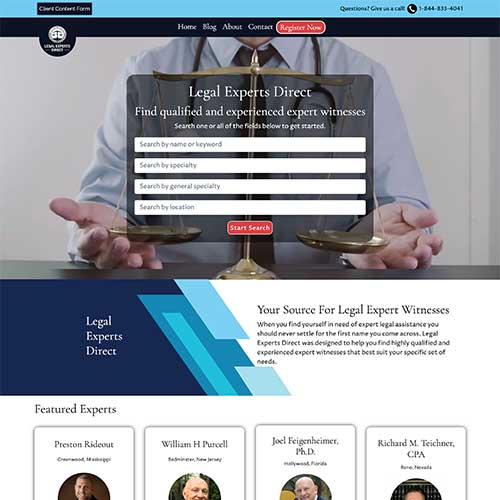 Client Content Form
Questions? Give us a call! 1-844-833-4041
Home Blog About Contact Register Now
LEGAL EXPERTS
DIRECT
Legal Experts Direct
Find qualified and experienced expert witnesses
Search one or all of the fields below to get started.
Search by name or keyword
Search by specialty
Search by general specialty
Search by location
Start Search
Legal
Experts
Direct
Your Source For Legal Expert Witnesses
When you find yourself in need of expert legal assistance you
should never settle for the first name you come across. Legal
Experts Direct was designed to help you find highly qualified and
experienced expert witnesses that best suit your specific set of
needs.
Featured Experts
Preston Rideout
Greenwood, Mississippi
William H Purcell
Bedminster, New Jersey
Joel Feigenheimer,
Ph.D.
Hollywood, Florida
Richard M. Teichner,
CPA
Reno, Nevada